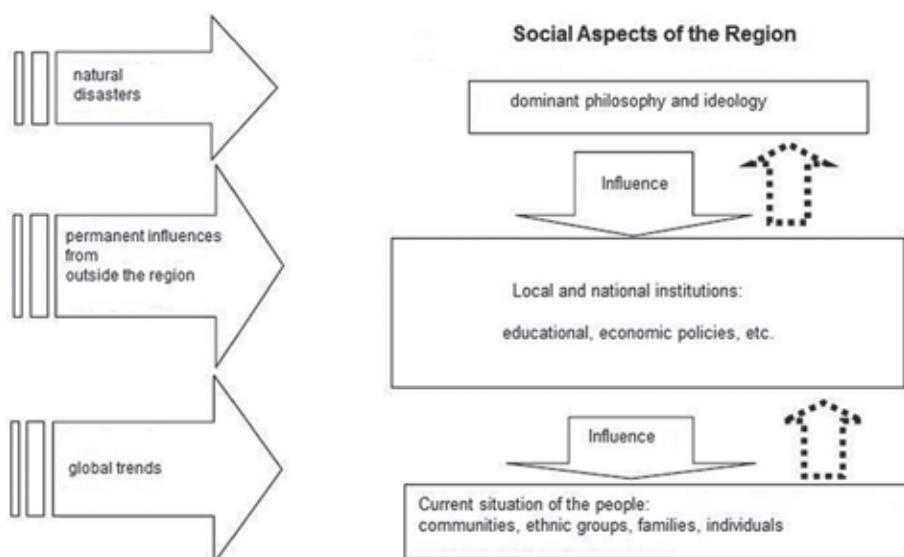 natural
disasters
permanent influences
from
outside the region
global trends
Social Aspects of the Region
dominant philosophy and ideology
Influence
Local and national institutions:
educational, economic policies, etc.
Influence
Current situation of the people:
communities, ethnic groups, families, individuals